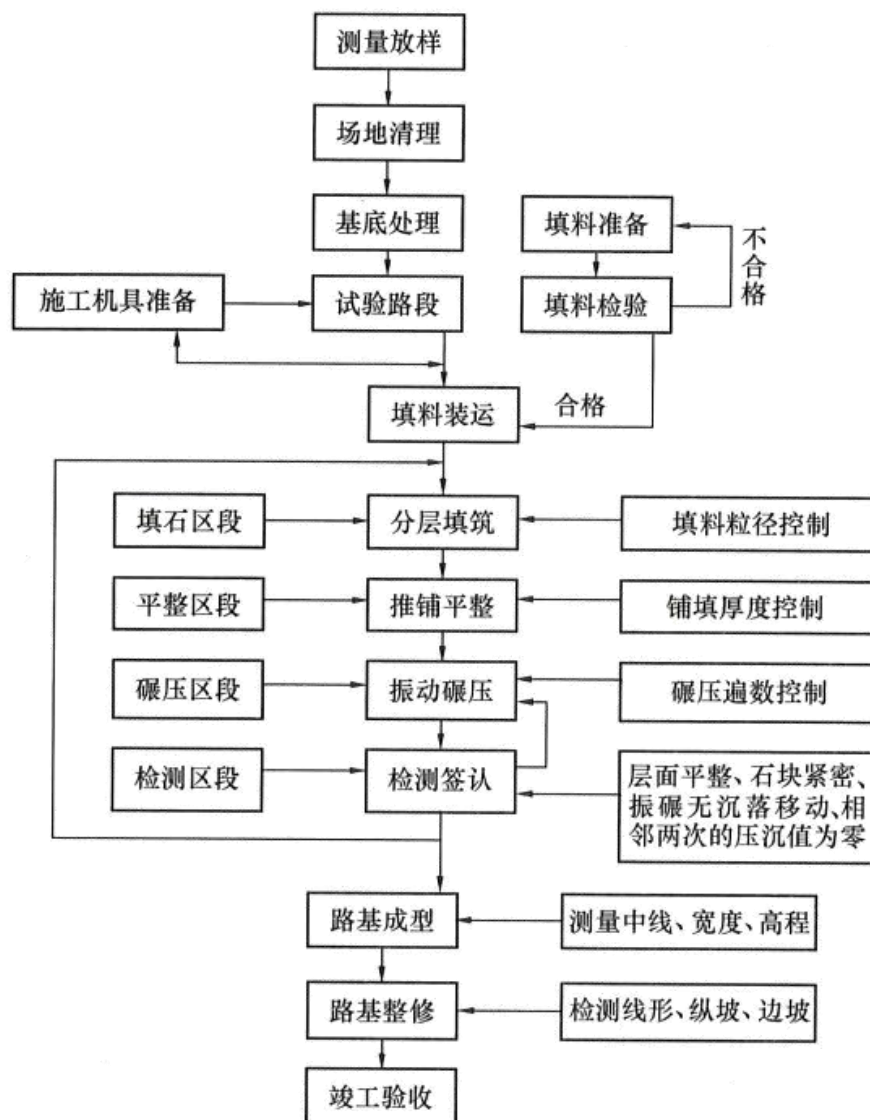 测量放样
场地清理
基底处理
填料准备
不合格
施工机具准备
试验路段
填料检验
填料装运
合格
填石区段
分层填筑
填料粒径控制
平整区段
推铺平整
铺填厚度控制
碾压区段
振动碾压
碾压遍数控制
检测区段
检测签认
层面平整、石块紧密、
振碾无沉落移动、相
邻两次的压沉值为零
路基成型
测量中线、宽度、高程
路基整修
检测线形、纵坡、边坡
竣工验收